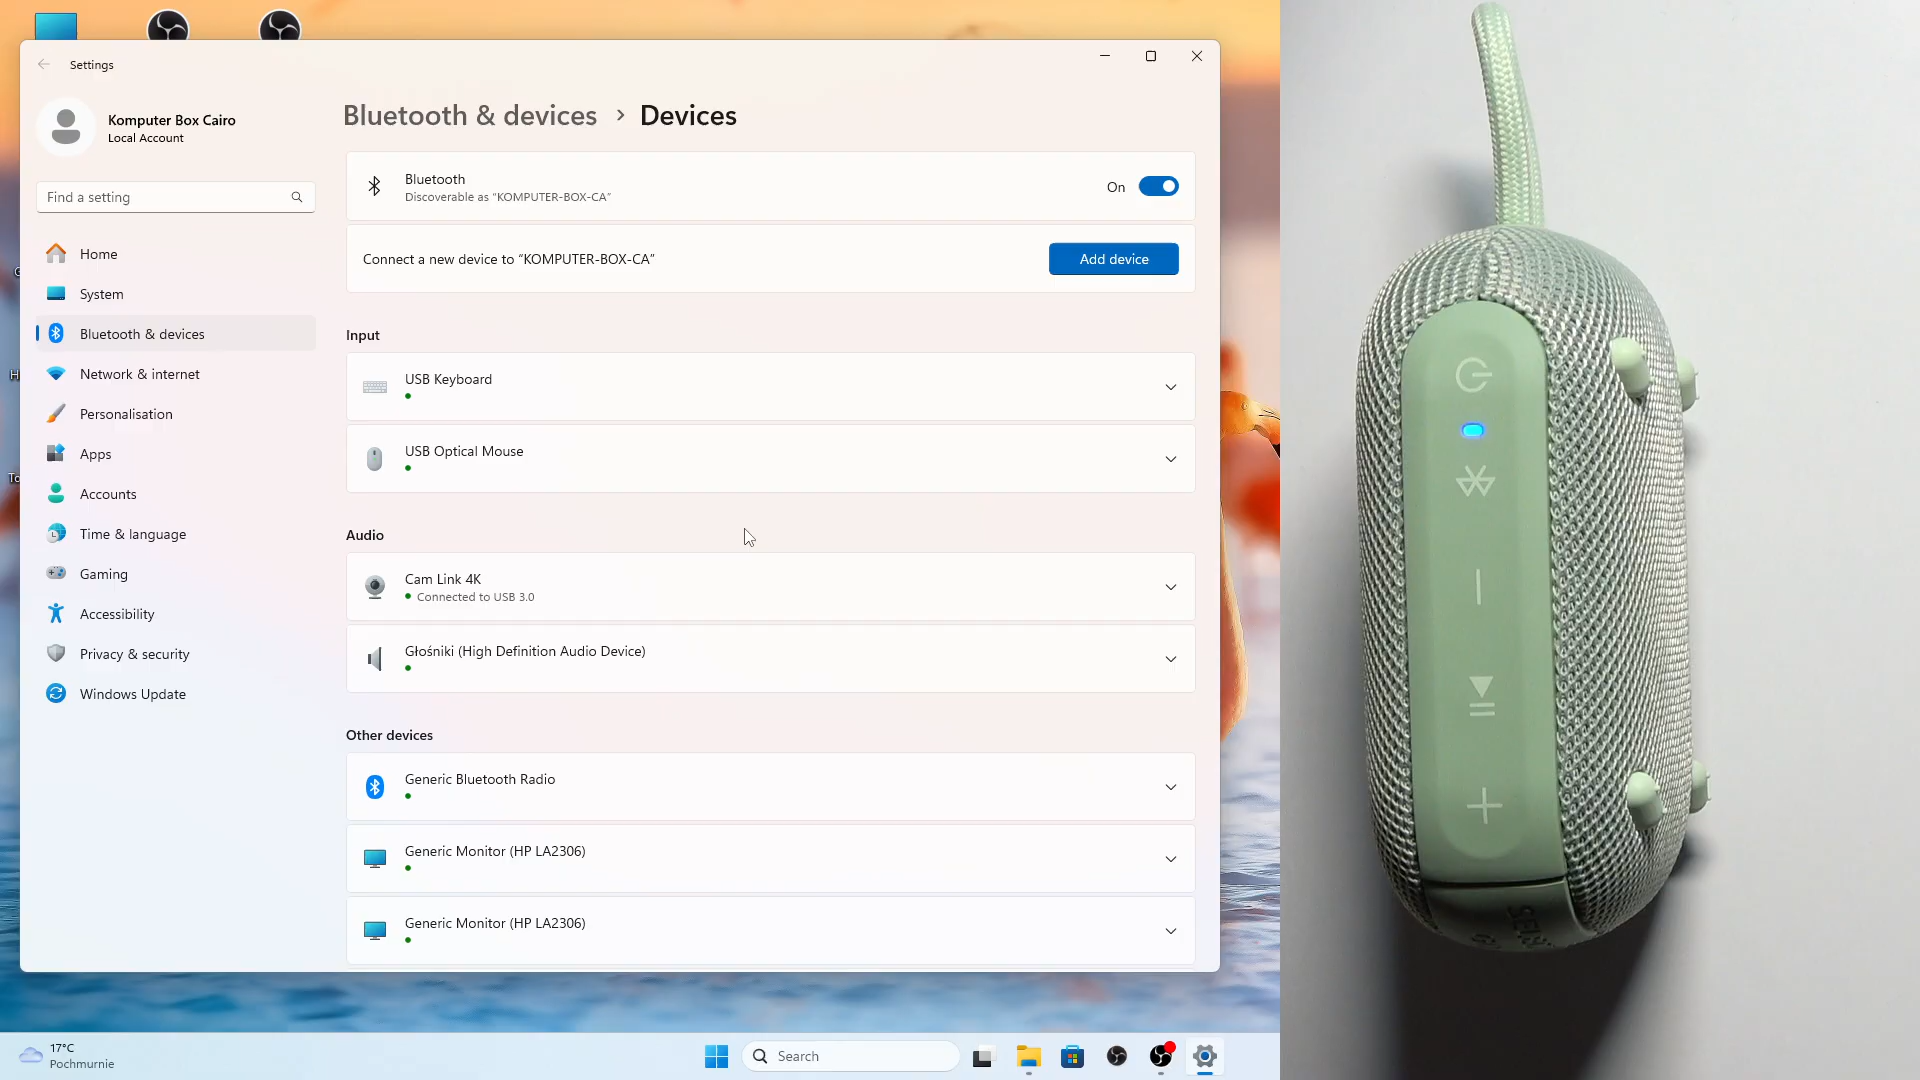 Settings
Komputer Box Cairo
Local Account
Find a setting
Home
System
Bluetooth & devices
Network & internet
Personalisation
Apps
Accounts
Time & language
Gaming
Accessibility
Privacy & security
Windows Update
Bluetooth & devices › Devices
Bluetooth
Discoverable as “KOMPUTER-BOX-CA”
On
Connect a new device to “KOMPUTER-BOX-CA”
Add device
Input
USB Keyboard
USB Optical Mouse
Audio
Cam Link 4K
Connected to USB 3.0
Głośniki (High Definition Audio Device)
Other devices
Generic Bluetooth Radio
Generic Monitor (HP LA2306)
Generic Monitor (HP LA2306)
17°C
Pochmurnie
Search